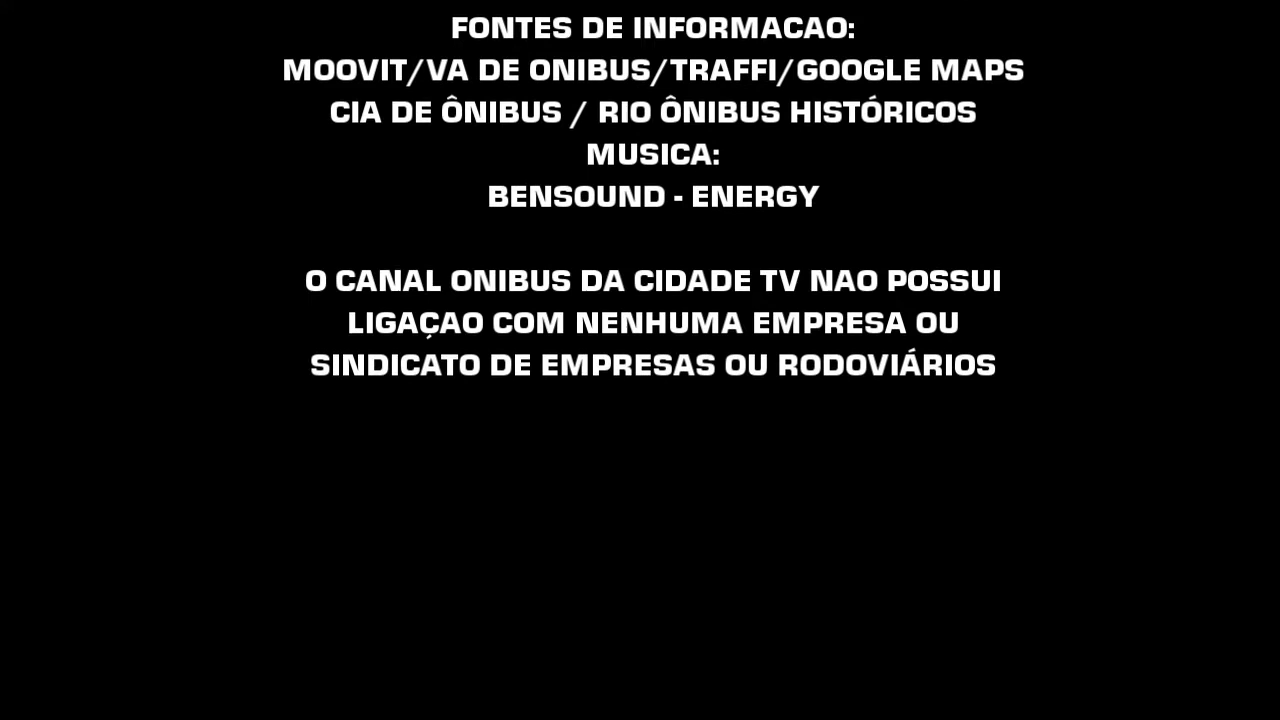 FONTES DE INFORMACAO:
MOOVIT/VA DE ONIBUS/TRAFFI/GOOGLE MAPS
CIA DE ÔNIBUS / RIO ÔNIBUS HISTÓRICOS
MUSICA:
BENSOUND - ENERGY
O CANAL ONIBUS DA CIDADE TV NAO POSSUI
LIGAÇAO COM NENHUMA EMPRESA OU
SINDICATO DE EMPRESAS OU RODOVIÁRIOS